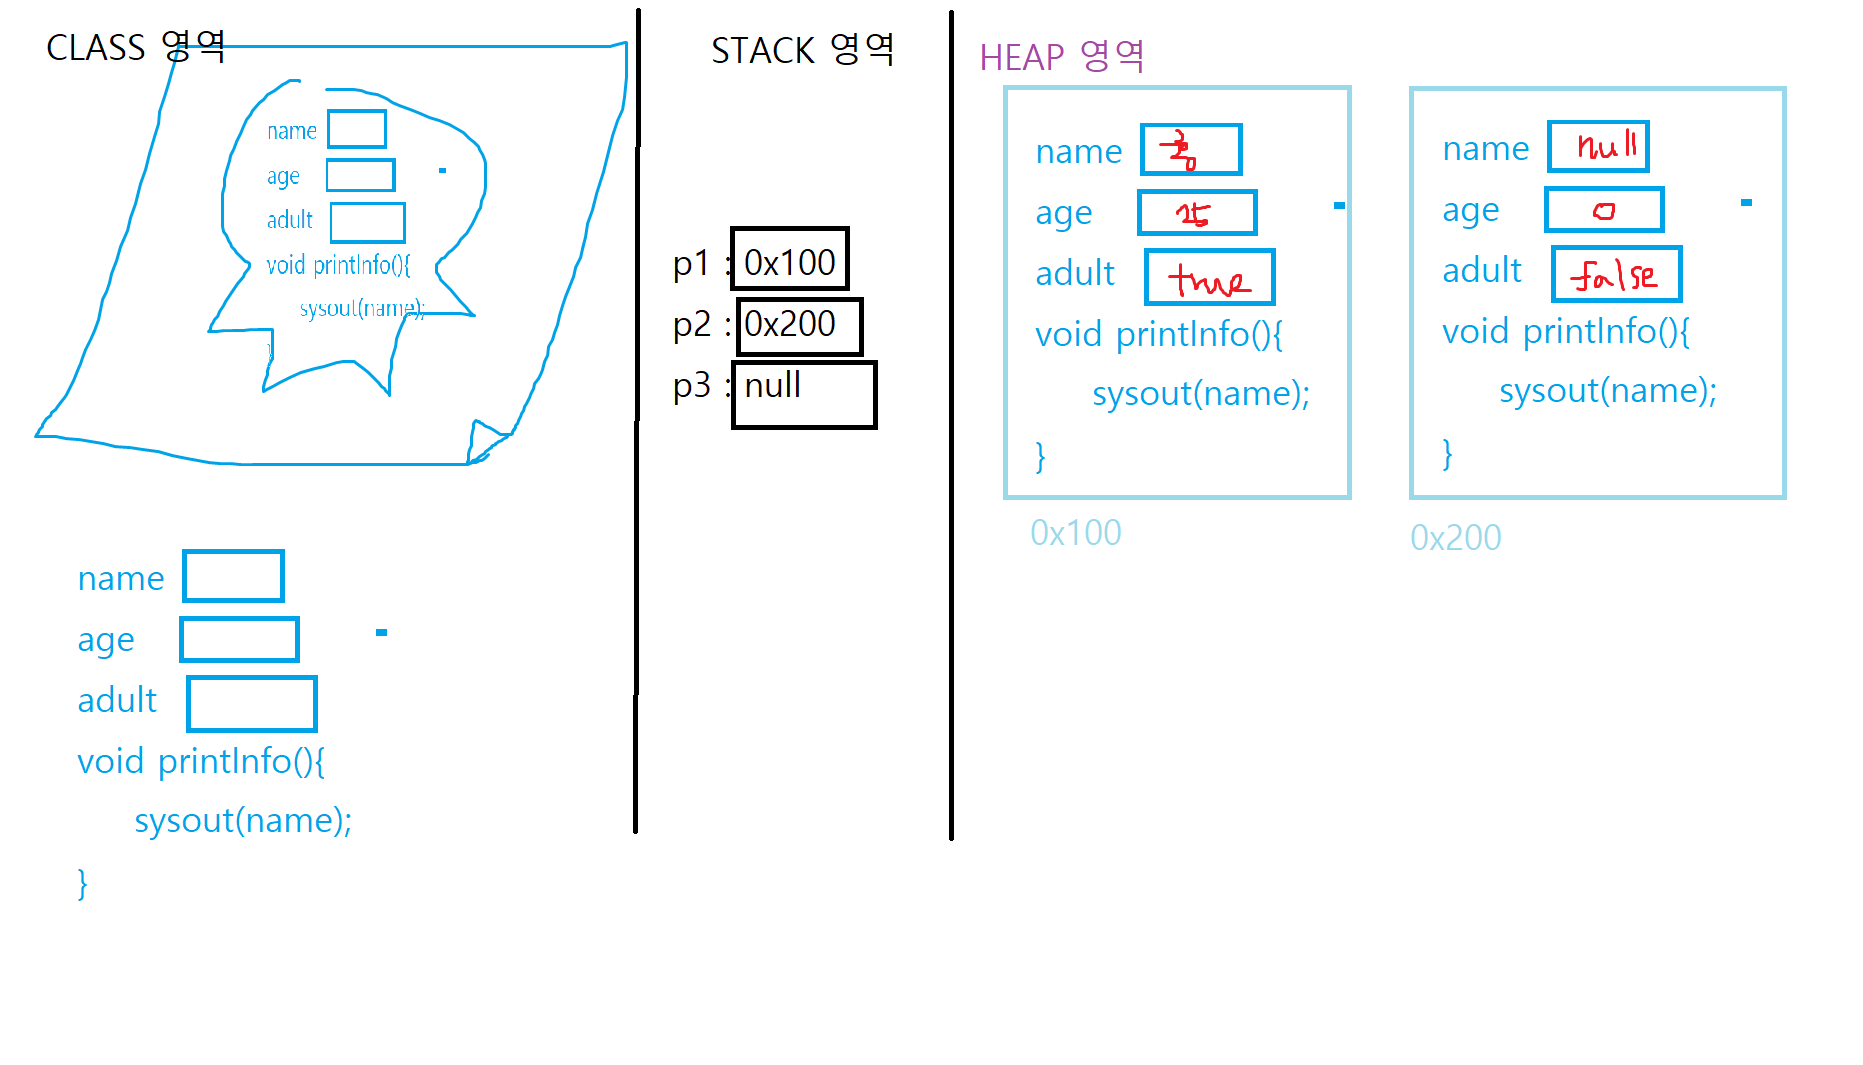 CLASS 영역
name
age
adult
void printInfo(){
sysout(name);
}
name
age
adult
void printInfo(){
sysout(name);
}
STACK 영역
p1 : 0x100
p2 : 0x200
p3 : null
HEAP 영역
name 홍
age
adult true
void printInfo(){
sysout(name);
}
0x100
name null
age 0
adult false
void printInfo(){
sysout(name);
}
0x200